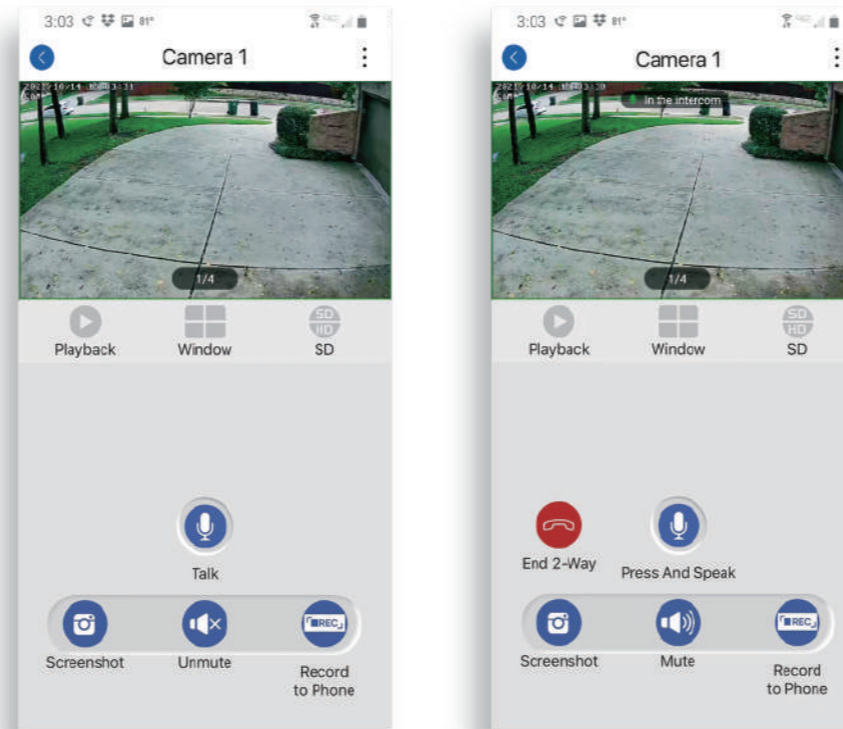 3:03 81°
Camera 1
1/4
Playback Window SD HD SD
Talk
REC
Screenshot Unmute Record
to Phone
3:03 81°
Camera 1
In the intercom
1/4
Playback Window SD HD SD
End 2-Way Press And Speak
REC
Screenshot Mute Record
to Phone